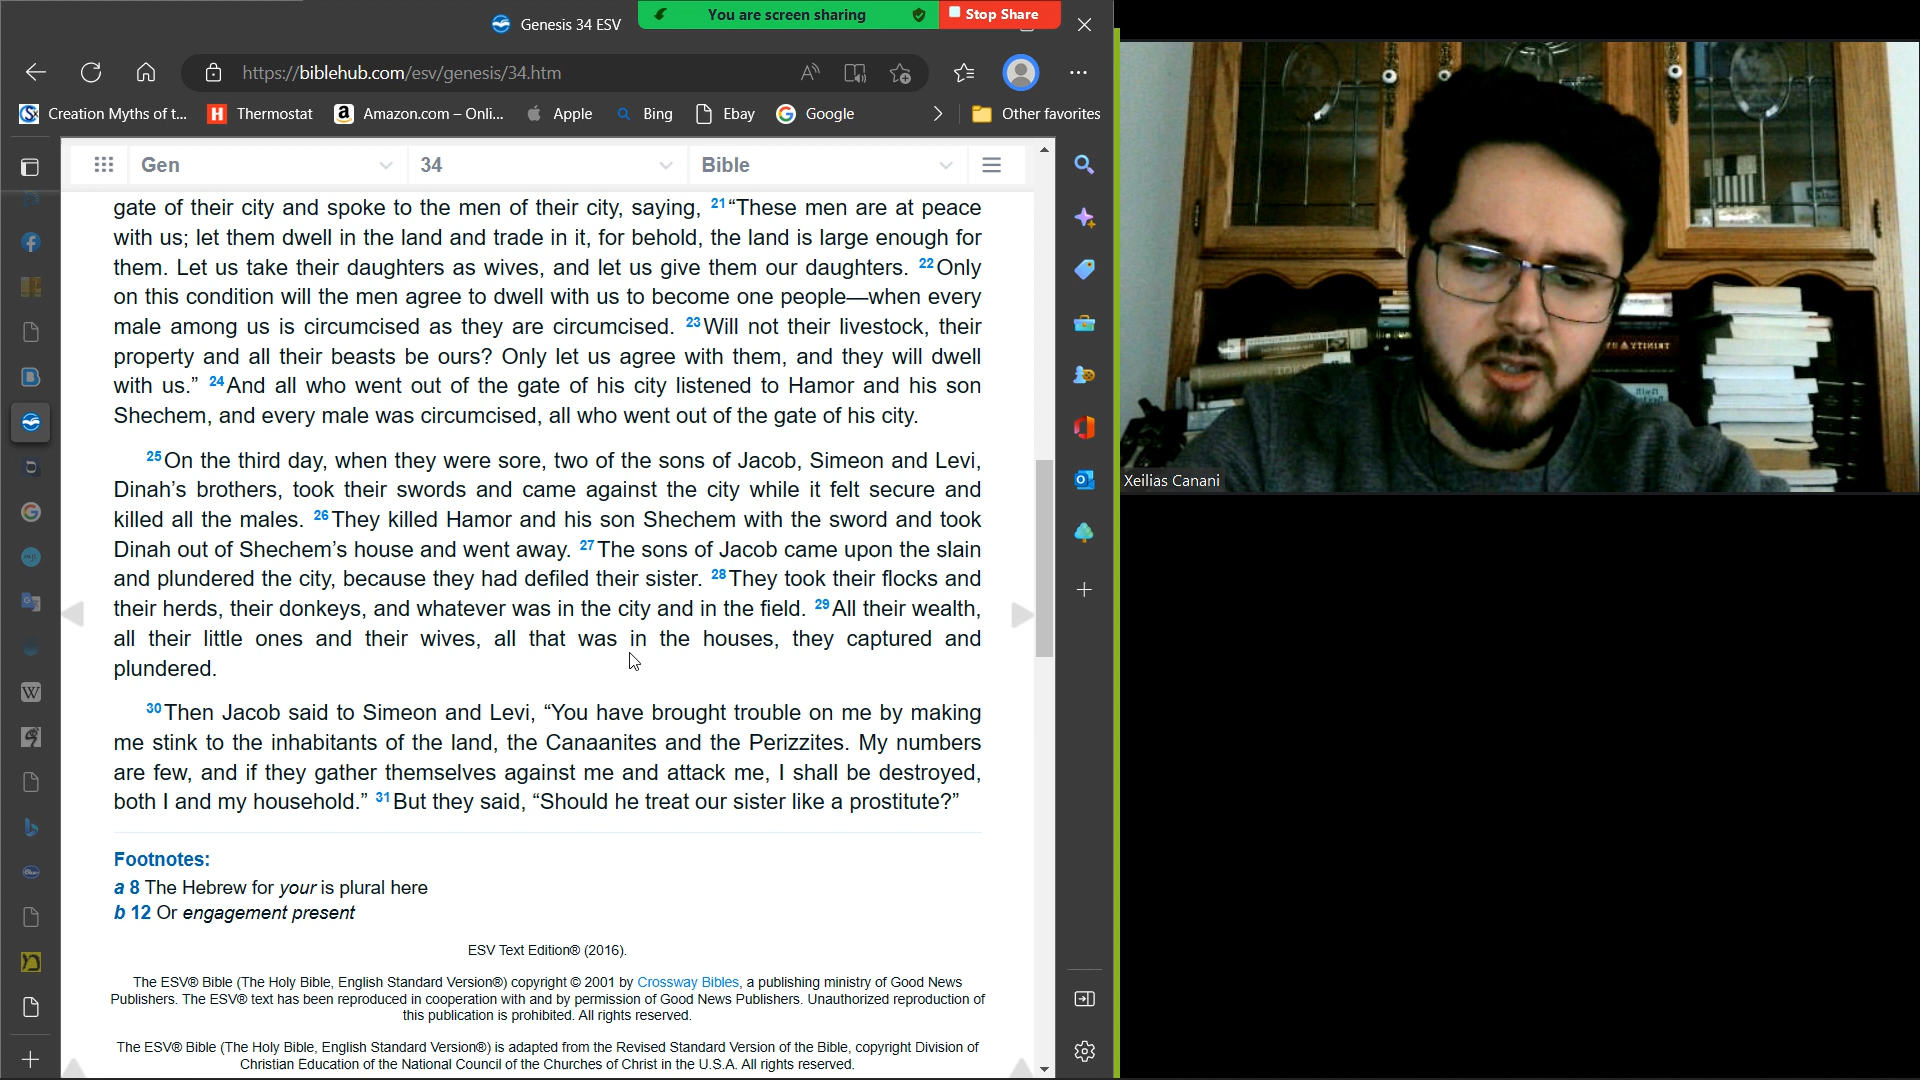 Genesis 34 ESV
You are screen sharing
Stop Share
https://biblehub.com/esv/genesis/34.htm
Creation Myths of t...
Thermostat
Amazon.com – Onli...
Apple
Bing
Ebay
Google
Other favorites
Gen
34
Bible
gate of their city and spoke to the men of their city, saying, 21“These men are at peace
with us; let them dwell in the land and trade in it, for behold, the land is large enough for
them. Let us take their daughters as wives, and let us give them our daughters. 22Only
on this condition will the men agree to dwell with us to become one people—when every
male among us is circumcised as they are circumcised. 23Will not their livestock, their
property and all their beasts be ours? Only let us agree with them, and they will dwell
with us.” 24And all who went out of the gate of his city listened to Hamor and his son
Shechem, and every male was circumcised, all who went out of the gate of his city.
25On the third day, when they were sore, two of the sons of Jacob, Simeon and Levi,
Dinah’s brothers, took their swords and came against the city while it felt secure and
killed all the males. 26They killed Hamor and his son Shechem with the sword and took
Dinah out of Shechem’s house and went away. 27The sons of Jacob came upon the slain
and plundered the city, because they had defiled their sister. 28They took their flocks and
their herds, their donkeys, and whatever was in the city and in the field. 29All their wealth,
all their little ones and their wives, all that was in the houses, they captured and
plundered.
30Then Jacob said to Simeon and Levi, “You have brought trouble on me by making
me stink to the inhabitants of the land, the Canaanites and the Perizzites. My numbers
are few, and if they gather themselves against me and attack me, I shall be destroyed,
both I and my household.” 31But they said, “Should he treat our sister like a prostitute?”
Footnotes:
a 8 The Hebrew for your is plural here
b 12 Or engagement present
ESV Text Edition® (2016).
The ESV® Bible (The Holy Bible, English Standard Version®) copyright © 2001 by Crossway Bibles, a publishing ministry of Good News
Publishers. The ESV® text has been reproduced in cooperation with and by permission of Good News Publishers. Unauthorized reproduction of
this publication is prohibited. All rights reserved.
The ESV® Bible (The Holy Bible, English Standard Version®) is adapted from the Revised Standard Version of the Bible, copyright Division of
Christian Education of the National Council of the Churches of Christ in the U.S.A. All rights reserved.
TRINITY
Xeilias Canani